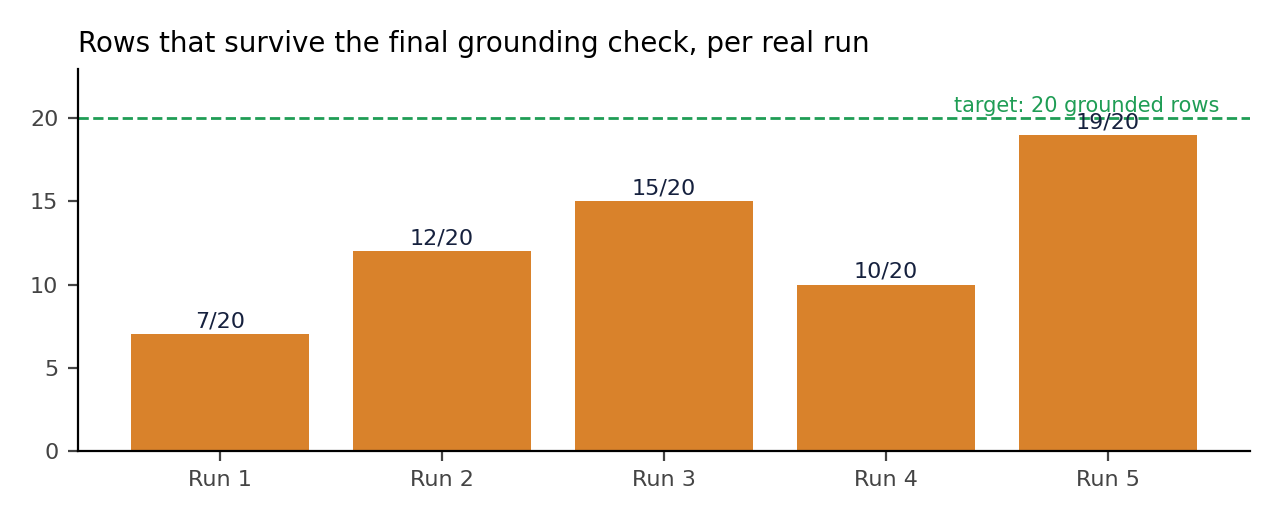 Rows that survive the final grounding check, per real run
target: 20 grounded rows
20
15
10
5
0
7/20
12/20
15/20
10/20
19/20
Run 1
Run 2
Run 3
Run 4
Run 5